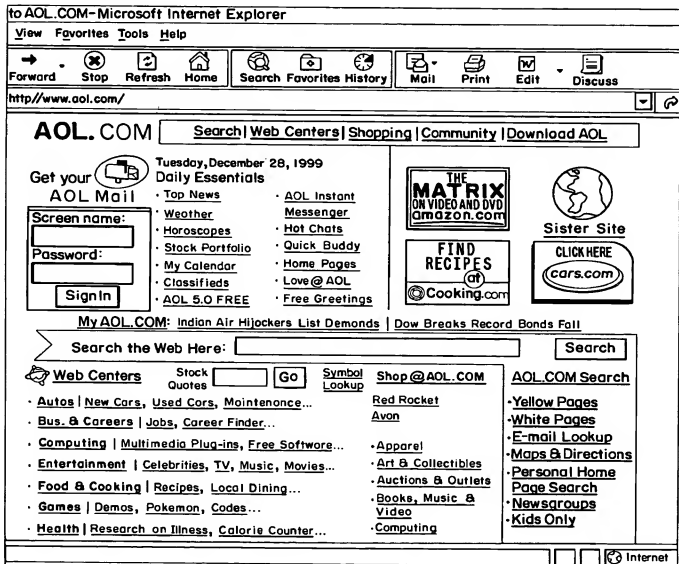 to AOL.COM-Microsoft Internet Explorer
View Favorites Tools Help
Forward Stop Refresh Home Search Favorites History Mail Print Edit Discuss
http//www.aol.com/
AOL.COM Search | Web Centers | Shopping | Community | Download AOL
Get your
AOL Mail
Screen name:
Password:
SignIn
Tuesday, December 28, 1999
Daily Essentials
· Top News
· Weother
· Horoscopes
· Stock Portfolio
· My Calendar
· Classifieds
· AOL 5.0 FREE
· AOL Instant
Messenger
· Hot Chats
· Quick Buddy
· Home Pages
· Love@AOL
· Free Greetings
THE
MATRIX
ON VIDEO AND DVD
amazon.com
Sister Site
FIND
RECIPES
at
Cooking.com
CLICK HERE
cars.com
My AOL.COM: Indian Air Hijockers List Demonds | Dow Breaks Record Bonds Fall
Search the Web Here: Search
Web Centers
Stock
Quotes
Go
Symbol
Lookup
· Autos | New Cars, Used Cors, Maintenonce...
· Bus. & Careers | Jobs, Career Finder...
· Computing | Multimedia Plug-ins, Free Software...
· Entertainment | Celebrities, TV, Music, Movies...
· Food & Cooking | Recipes, Local Dining...
· Games | Demos, Pokemon, Codes...
· Health | Research on Illness, Calorie Counter...
Shop@AOL.COM
Red Rocket
Avon
·Apparel
·Art & Collectibles
·Auctions & Outlets
·Books, Music &
Video
·Computing
AOL.COM Search
·Yellow Pages
·White Pages
·E-mail Lookup
·Maps & Directions
·Personal Home
Page Search
·Newsgroups
·Kids Only
Internet